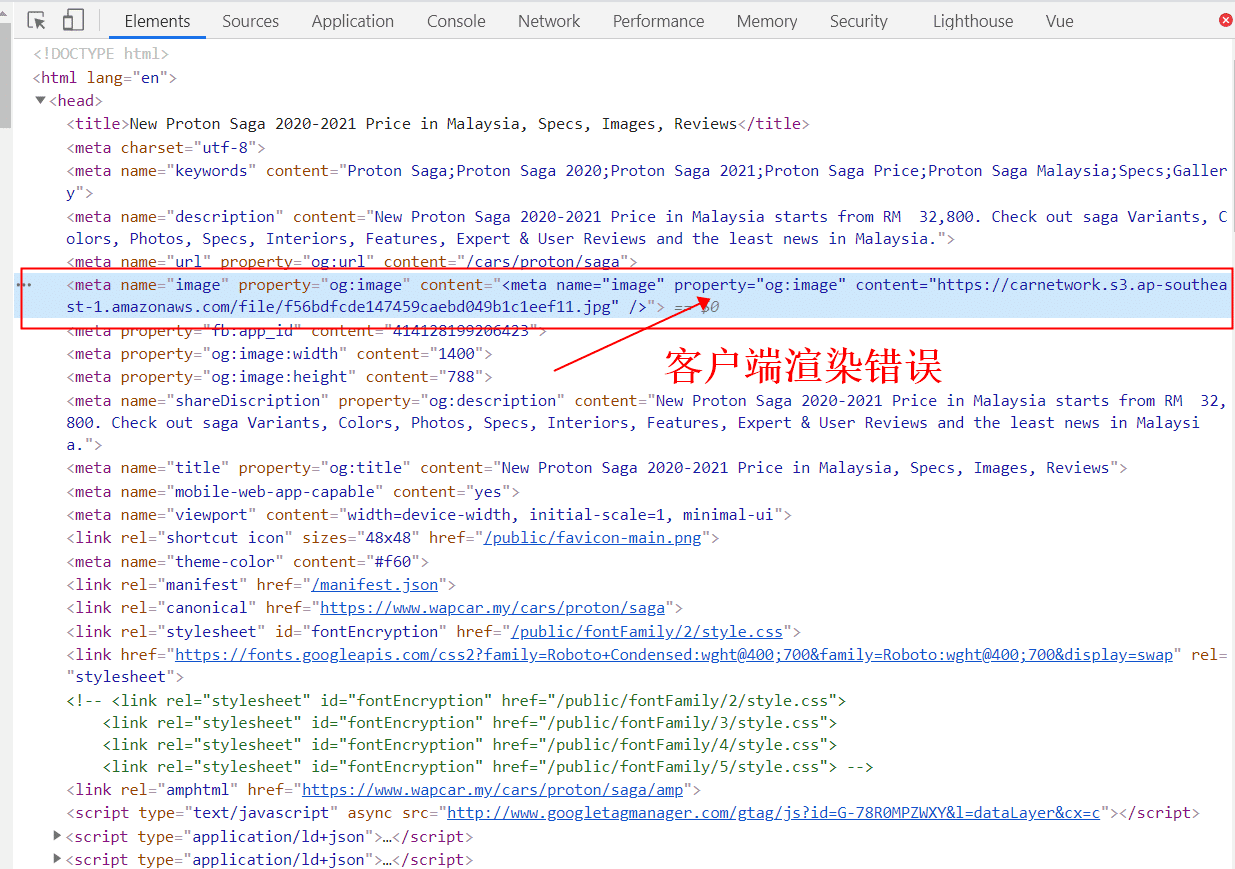 Elements Sources Application Console Network Performance Memory Security Lighthouse Vue
<!DOCTYPE html>
<html lang="en">
<head>
<title>New Proton Saga 2020-2021 Price in Malaysia, Specs, Images, Reviews</title>
<meta charset="utf-8">
<meta name="keywords" content="Proton Saga;Proton Saga 2020;Proton Saga 2021;Proton Saga Price;Proton Saga Malaysia;Specs;Galler
y">
<meta name="description" content="New Proton Saga 2020-2021 Price in Malaysia starts from RM  32,800. Check out saga Variants, C
olors, Photos, Specs, Interiors, Features, Expert & User Reviews and the least news in Malaysia.">
<meta name="url" property="og:url" content="/cars/proton/saga">
<meta name="image" property="og:image" content="<meta name="image" property="og:image" content="https://carnetwork.s3.ap-southea
st-1.amazonaws.com/file/f56bdfcde147459caebd049b1c1eef11.jpg" />"> == $0
<meta property="fb:app_id" content="414128199206423">
<meta property="og:image:width" content="1400">
<meta property="og:image:height" content="788">
客户端渲染错误
<meta name="shareDiscription" property="og:description" content="New Proton Saga 2020-2021 Price in Malaysia starts from RM  32,
800. Check out saga Variants, Colors, Photos, Specs, Interiors, Features, Expert & User Reviews and the least news in Malaysi
a.">
<meta name="title" property="og:title" content="New Proton Saga 2020-2021 Price in Malaysia, Specs, Images, Reviews">
<meta name="mobile-web-app-capable" content="yes">
<meta name="viewport" content="width=device-width, initial-scale=1, minimal-ui">
<link rel="shortcut icon" sizes="48x48" href="/public/favicon-main.png">
<meta name="theme-color" content="#f60">
<link rel="manifest" href="/manifest.json">
<link rel="canonical" href="https://www.wapcar.my/cars/proton/saga">
<link rel="stylesheet" id="fontEncryption" href="/public/fontFamily/2/style.css">
<link href="https://fonts.googleapis.com/css2?family=Roboto+Condensed:wght@400;700&family=Roboto:wght@400;700&display=swap" rel=
"stylesheet">
<!-- <link rel="stylesheet" id="fontEncryption" href="/public/fontFamily/2/style.css">
<link rel="stylesheet" id="fontEncryption" href="/public/fontFamily/3/style.css">
<link rel="stylesheet" id="fontEncryption" href="/public/fontFamily/4/style.css">
<link rel="stylesheet" id="fontEncryption" href="/public/fontFamily/5/style.css"> -->
<link rel="amphtml" href="https://www.wapcar.my/cars/proton/saga/amp">
<script type="text/javascript" async src="http://www.googletagmanager.com/gtag/js?id=G-78R0MPZWXY&l=dataLayer&cx=c"></script>
<script type="application/ld+json">…</script>
<script type="application/ld+json">…</script>